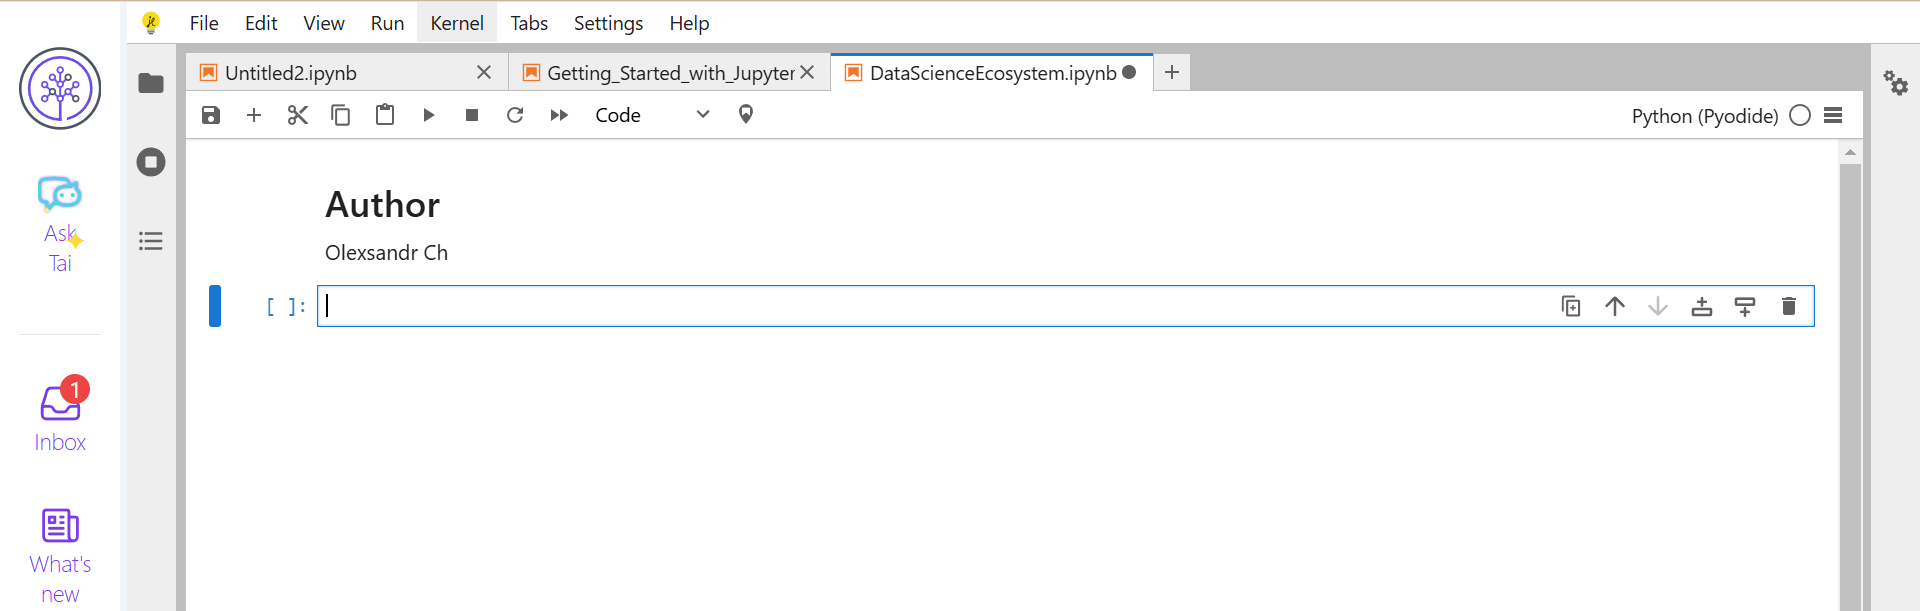 File Edit View Run Kernel Tabs Settings Help
Untitled2.ipynb Getting_Started_with_Jupyter DataScienceEcosystem.ipynb
Code Python (Pyodide)
Ask
Tai
Author
Olexsandr Ch
[ ]:
1
Inbox
What's
new